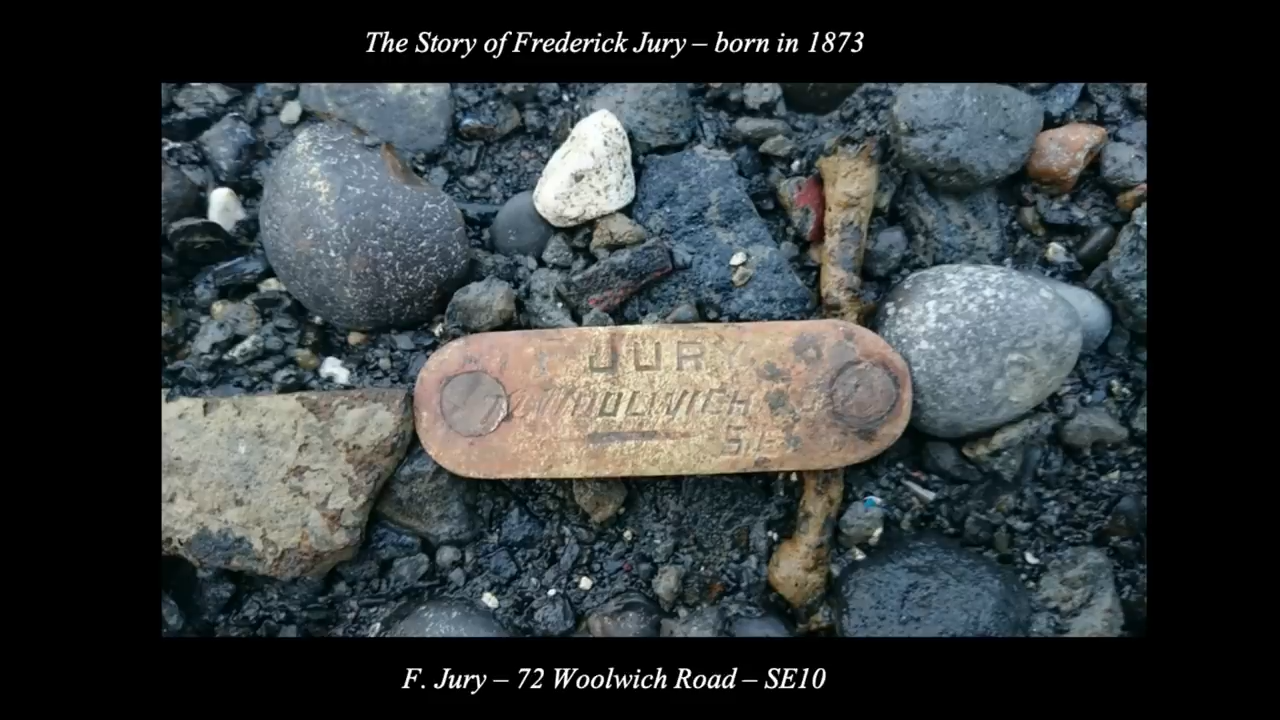 The Story of Frederick Jury – born in 1873
F JURY
WOOLWICH
S.E
F. Jury – 72 Woolwich Road – SE10